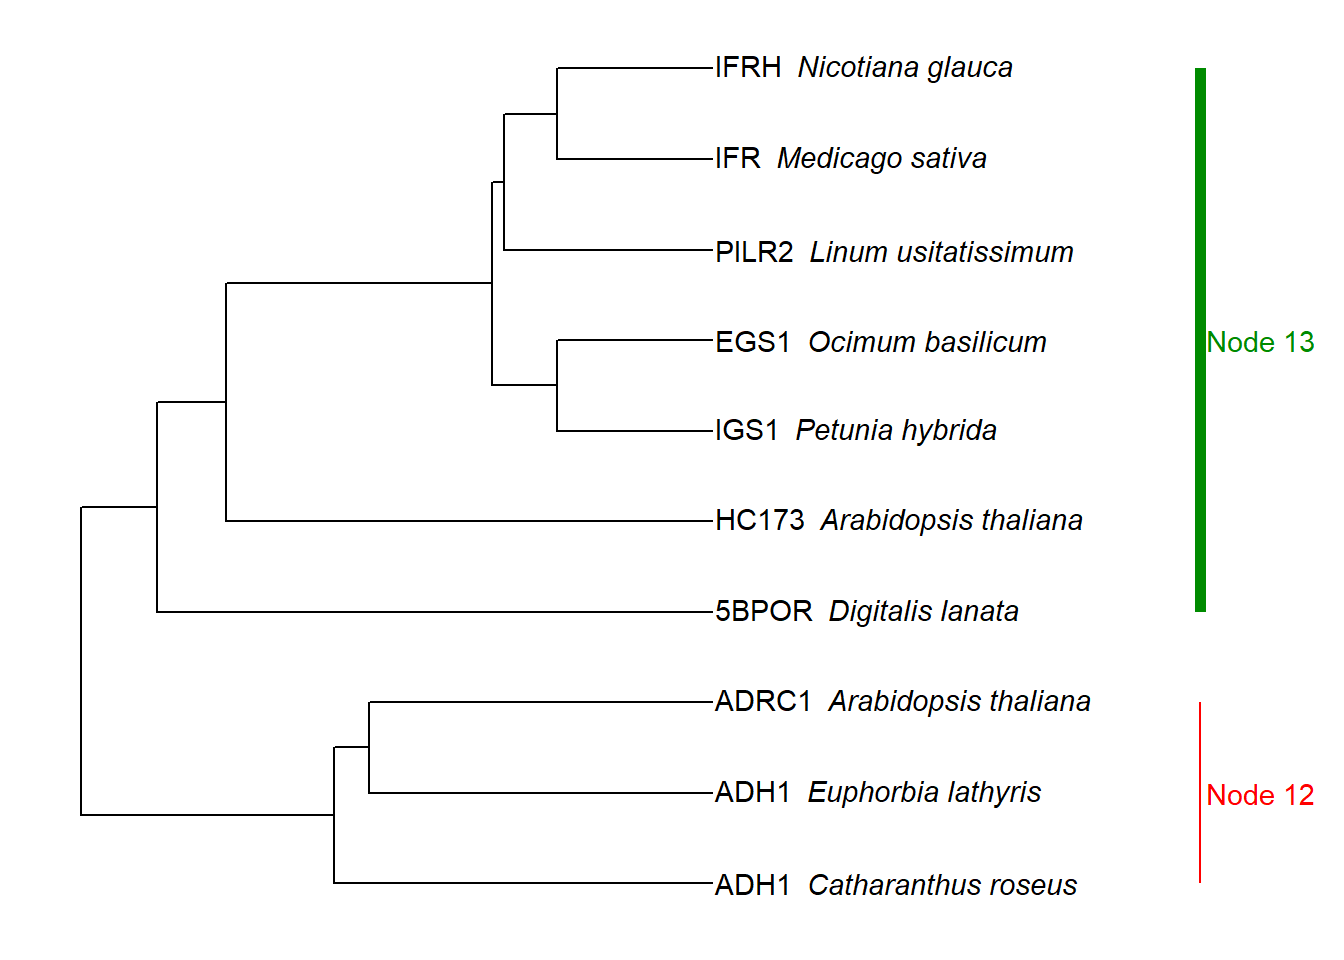 IFRH Nicotiana glauca
IFR Medicago sativa
PILR2 Linum usitatissimum
EGS1 Ocimum basilicum
Node 13
IGS1 Petunia hybrida
HC173 Arabidopsis thaliana
5BPOR Digitalis lanata
ADRC1 Arabidopsis thaliana
ADH1 Euphorbia lathyris
Node 12
ADH1 Catharanthus roseus